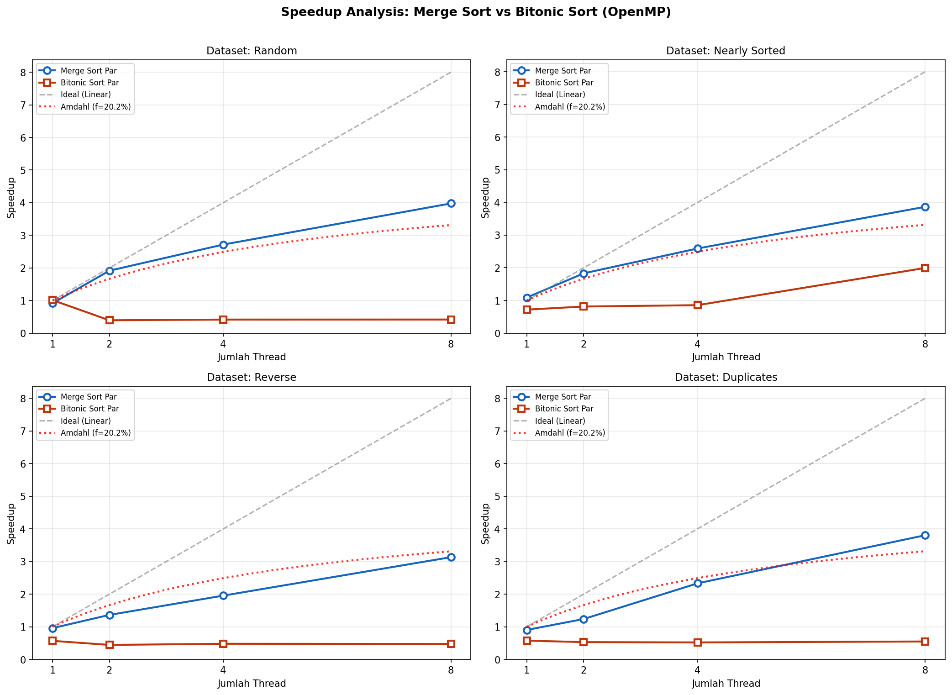 Speedup Analysis: Merge Sort vs Bitonic Sort (OpenMP)
Dataset: Random
Speedup
8
7
6
5
4
3
2
1
0
Merge Sort Par
Bitonic Sort Par
Ideal (Linear)
Amdahl (f=20.2%)
1 2 4 8
Jumlah Thread
Dataset: Nearly Sorted
Speedup
8
7
6
5
4
3
2
1
0
Merge Sort Par
Bitonic Sort Par
Ideal (Linear)
Amdahl (f=20.2%)
1 2 4 8
Jumlah Thread
Dataset: Reverse
Speedup
8
7
6
5
4
3
2
1
0
Merge Sort Par
Bitonic Sort Par
Ideal (Linear)
Amdahl (f=20.2%)
1 2 4 8
Jumlah Thread
Dataset: Duplicates
Speedup
8
7
6
5
4
3
2
1
0
Merge Sort Par
Bitonic Sort Par
Ideal (Linear)
Amdahl (f=20.2%)
1 2 4 8
Jumlah Thread